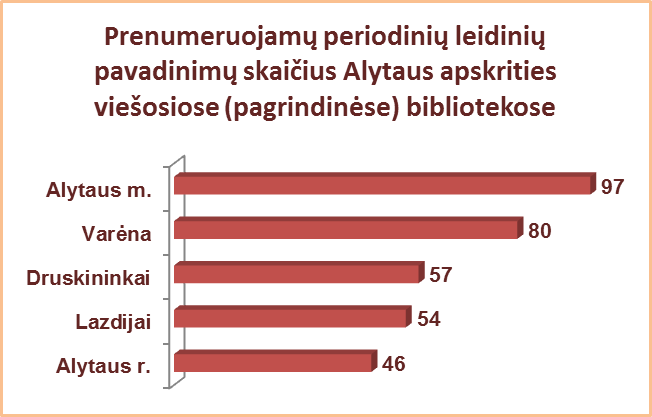 Prenumeruojamų periodinių leidinių
pavadinimų skaičius Alytaus apskrities
viešosiose (pagrindinėse) bibliotekose
Alytaus m. 97
Varėna 80
Druskininkai 57
Lazdijai 54
Alytaus r. 46